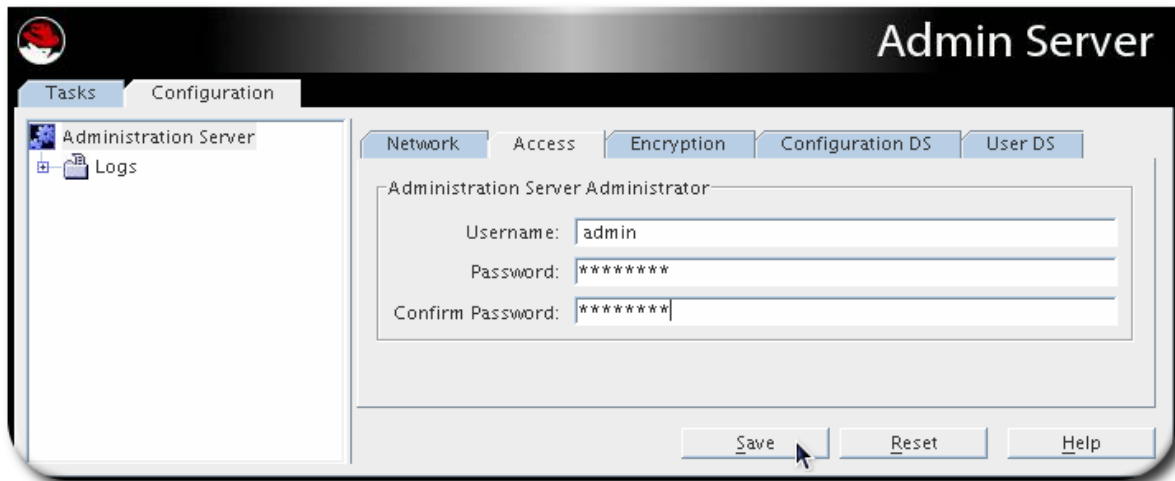 Admin Server
Tasks
Configuration
Administration Server
Logs
Network
Access
Encryption
Configuration DS
User DS
Administration Server Administrator
Username: admin
Password: ********
Confirm Password: ********
Save
Reset
Help